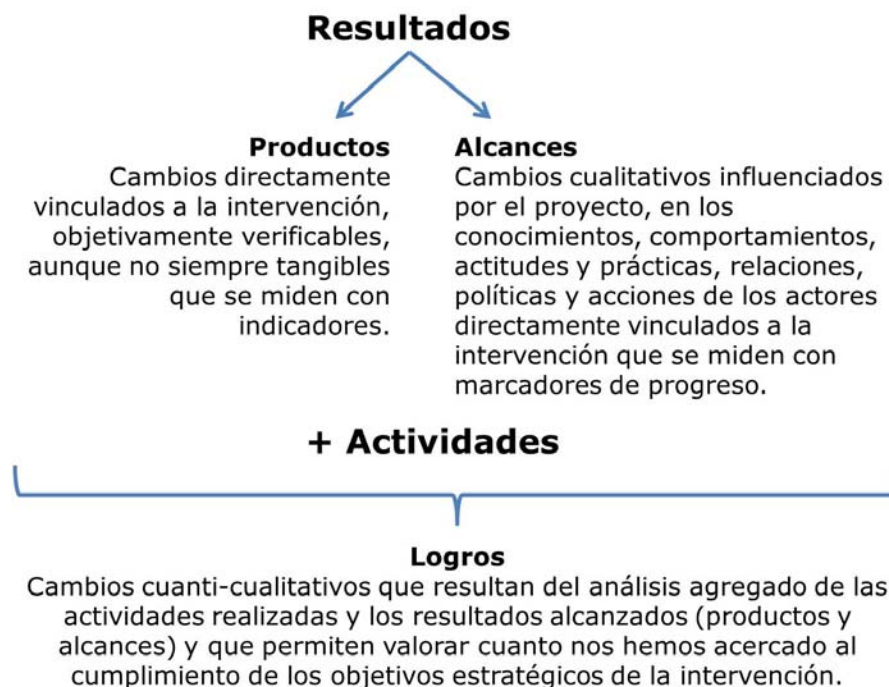 Resultados
Productos
Cambios directamente
vinculados a la intervención,
objetivamente verificables,
aunque no siempre tangibles
que se miden con
indicadores.
Alcances
Cambios cualitativos influenciados
por el proyecto, en los
conocimientos, comportamientos,
actitudes y prácticas, relaciones,
políticas y acciones de los actores
directamente vinculados a la
intervención que se miden con
marcadores de progreso.
+ Actividades
Logros
Cambios cuanti-cualitativos que resultan del análisis agregado de las
actividades realizadas y los resultados alcanzados (productos y
alcances) y que permiten valorar cuanto nos hemos acercado al
cumplimiento de los objetivos estratégicos de la intervención.